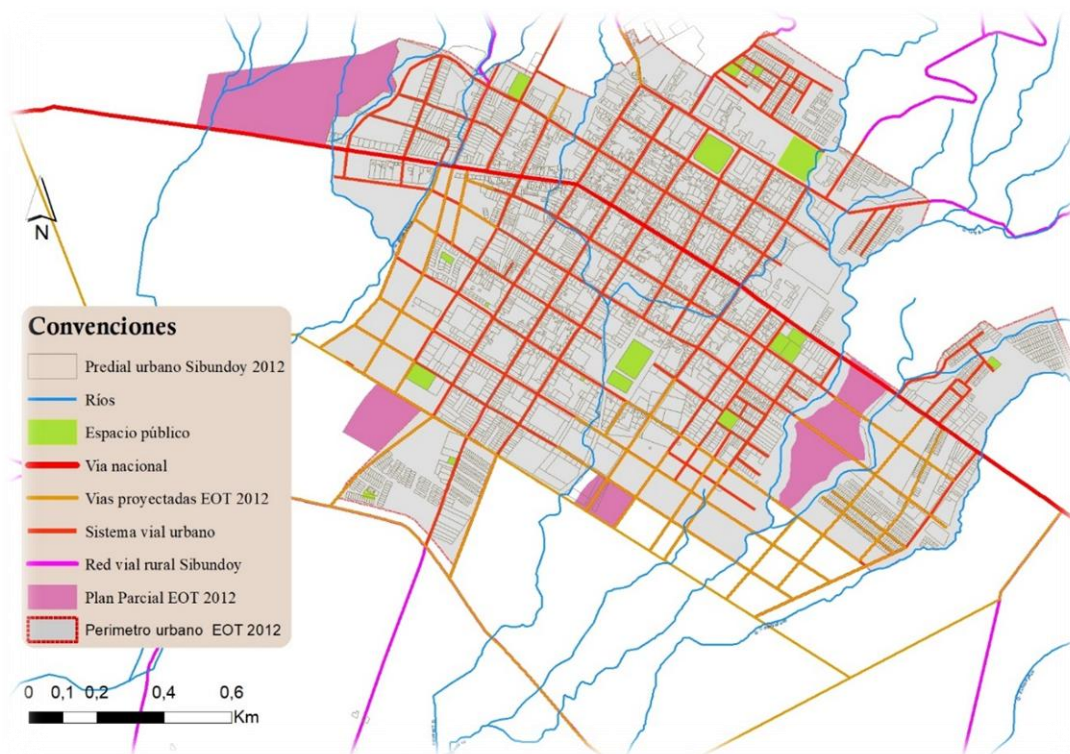 N
Convenciones
Predial urbano Sibundoy 2012
Ríos
Espacio público
Via nacional
Vías proyectadas EOT 2012
Sistema vial urbano
Red vial rural Sibundoy
Plan Parcial EOT 2012
Perimetro urbano EOT 2012
0 0,1 0,2 0,4 0,6
Km